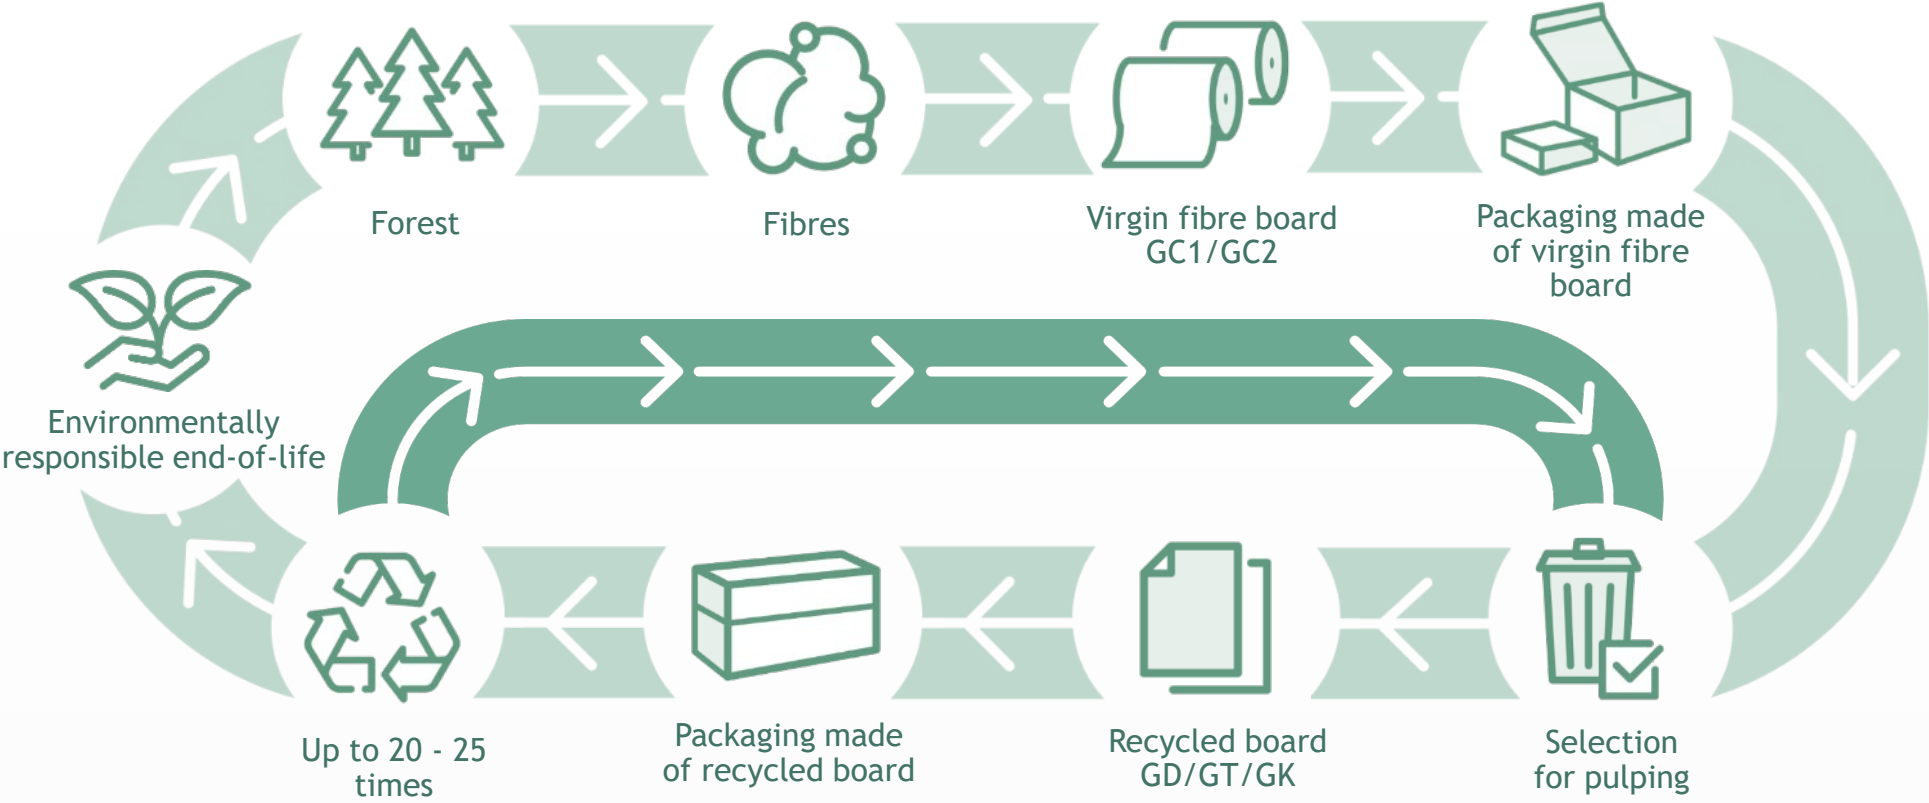 Forest
Fibres
Virgin fibre board
GC1/GC2
Packaging made
of virgin fibre
board
Environmentally
responsible end-of-life
Up to 20 - 25
times
Packaging made
of recycled board
Recycled board
GD/GT/GK
Selection
for pulping